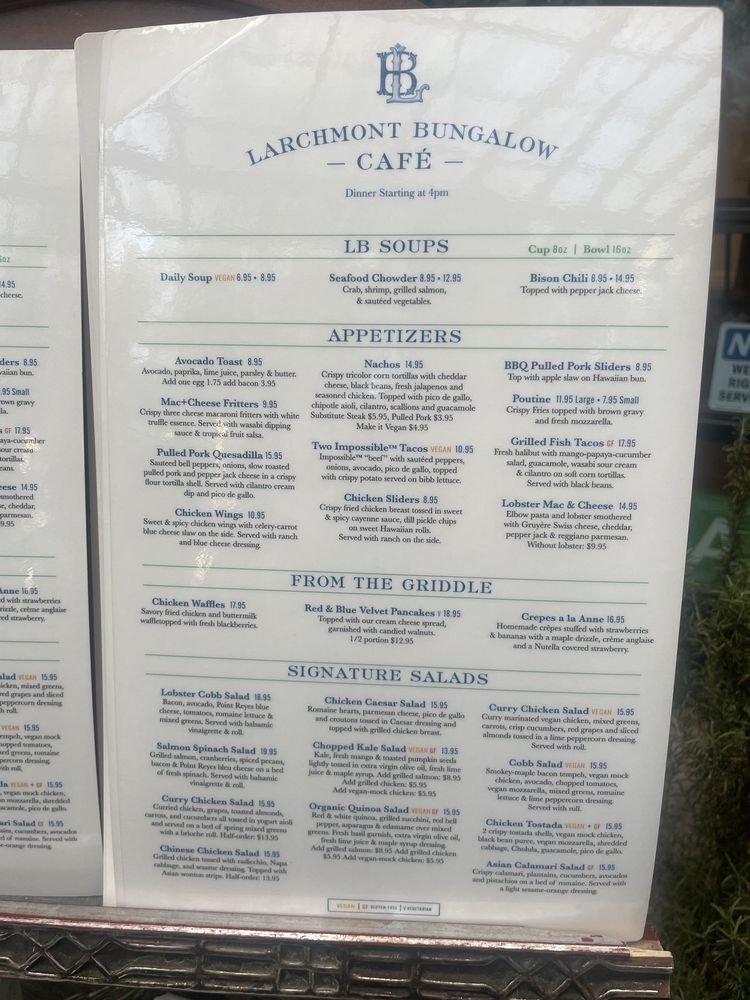 BL
LARCHMONT BUNGALOW
— CAFÉ —
Dinner Starting at 4pm
LB SOUPS
Cup 8oz | Bowl 16oz
Daily Soup VEGAN 6.95 • 8.95
Seafood Chowder 8.95 • 12.95
Crab, shrimp, grilled salmon,
& sautéed vegetables.
Bison Chili 8.95 • 14.95
Topped with pepper jack cheese.
APPETIZERS
Avocado Toast 8.95
Avocado, paprika, lime juice, parsley & butter.
Add one egg 1.75 add bacon 3.95
Mac+Cheese Fritters 9.95
Crispy three cheese macaroni fritters with white
truffle essence. Served with wasabi dipping
sauce & tropical fruit salsa.
Pulled Pork Quesadilla 15.95
Sauteed bell peppers, onions, slow roasted
pulled pork and pepper jack cheese in a crispy
flour tortilla shell. Served with cilantro cream
dip and pico de gallo.
Chicken Wings 10.95
Sweet & spicy chicken wings with celery-carrot
blue cheese slaw on the side. Served with ranch
and blue cheese dressing.
Nachos 14.95
Crispy tricolor corn tortillas with cheddar
cheese, black beans, fresh jalapenos and
seasoned chicken. Topped with pico de gallo,
chipotle aioli, cilantro, scallions and guacamole
Substitute Steak $5.95, Pulled Pork $3.95
Make it Vegan $4.95
Two Impossible™ Tacos VEGAN 10.95
Impossible™ “beef” with sautéed peppers,
onions, avocado, pico de gallo, topped
with crispy potato served on bibb lettuce.
Chicken Sliders 8.95
Crispy fried chicken breast tossed in sweet
& spicy cayenne sauce, dill pickle chips
on sweet Hawaiian rolls.
Served with ranch on the side.
BBQ Pulled Pork Sliders 8.95
Top with apple slaw on Hawaiian bun.
Poutine 11.95 Large • 7.95 Small
Crispy Fries topped with brown gravy
and fresh mozzarella.
Grilled Fish Tacos GF 17.95
Fresh halibut with mango-papaya-cucumber
salad, guacamole, wasabi sour cream
& cilantro on soft corn tortillas.
Served with black beans.
Lobster Mac & Cheese 14.95
Elbow pasta and lobster smothered
with Gruyère Swiss cheese, cheddar,
pepper jack & reggiano parmesan.
Without lobster: $9.95
FROM THE GRIDDLE
Chicken Waffles 17.95
Savory fried chicken and buttermilk
waffletopped with fresh blackberries.
Red & Blue Velvet Pancakes V 18.95
Topped with our cream cheese spread,
garnished with candied walnuts.
1/2 portion $12.95
Crepes a la Anne 16.95
Homemade crêpes stuffed with strawberries
& bananas with a maple drizzle, crème anglaise
and a Nutella covered strawberry.
SIGNATURE SALADS
Lobster Cobb Salad 18.95
Bacon, avocado, Point Reyes blue
cheese, tomatoes, romaine lettuce &
mixed greens. Served with balsamic
vinaigrette & roll.
Salmon Spinach Salad 19.95
Grilled salmon, cranberries, spiced pecans,
bacon & Point Reyes bleu cheese on a bed
of fresh spinach. Served with balsamic
vinaigrette & roll.
Curry Chicken Salad 15.95
Curried chicken, grapes, toasted almonds,
carrots, and cucumbers all tossed in yogurt aioli
and served on a bed of spring mixed greens
with a brioche roll. Half-order: $13.95
Chinese Chicken Salad 15.95
Grilled chicken tossed with radicchio, Napa
cabbage, and sesame dressing. Topped with
Asian wontons strips. Half-order: 13.95
Chicken Caesar Salad 15.95
Romaine hearts, parmesan cheese, pico de gallo
and croutons tossed in Caesar dressing and
topped with grilled chicken breast.
Chopped Kale Salad VEGAN GF 13.95
Kale, fresh mango & toasted pumpkin seeds
lightly tossed in extra virgin olive oil, fresh lime
juice & maple syrup. Add grilled salmon: $8.95
Add grilled chicken: $5.95
Add vegan-mock chicken: $5.95
Organic Quinoa Salad VEGAN GF 15.95
Red & white quinoa, grilled zucchini, red bell
pepper, asparagus & edamame over mixed
greens. Fresh basil garnish, extra virgin olive oil,
fresh lime juice & maple syrup dressing.
Add grilled salmon: $8.95 Add grilled chicken
$5.95 Add vegan-mock chicken: $5.95
Curry Chicken Salad VEGAN 15.95
Curry marinated vegan chicken, mixed greens,
carrots, crisp cucumbers, red grapes and sliced
almonds tossed in a lime peppercorn dressing.
Served with roll.
Cobb Salad VEGAN 15.95
Smokey-maple bacon tempeh, vegan mock
chicken, avocado, chopped tomatoes,
vegan mozzarella, mixed greens, romaine
lettuce & lime peppercorn dressing.
Served with roll.
Chicken Tostada VEGAN + GF 15.95
2 crispy tostada shells, vegan mock chicken,
black bean puree, vegan mozzarella, shredded
cabbage, Cholula, guacamole, pico de gallo.
Asian Calamari Salad GF 15.95
Crispy calamari, plantains, cucumbers, avocados
and pistachios on a bed of romaine. Served with
a light sesame-orange dressing.
VEGAN | GF GLUTEN-FREE | V VEGETARIAN